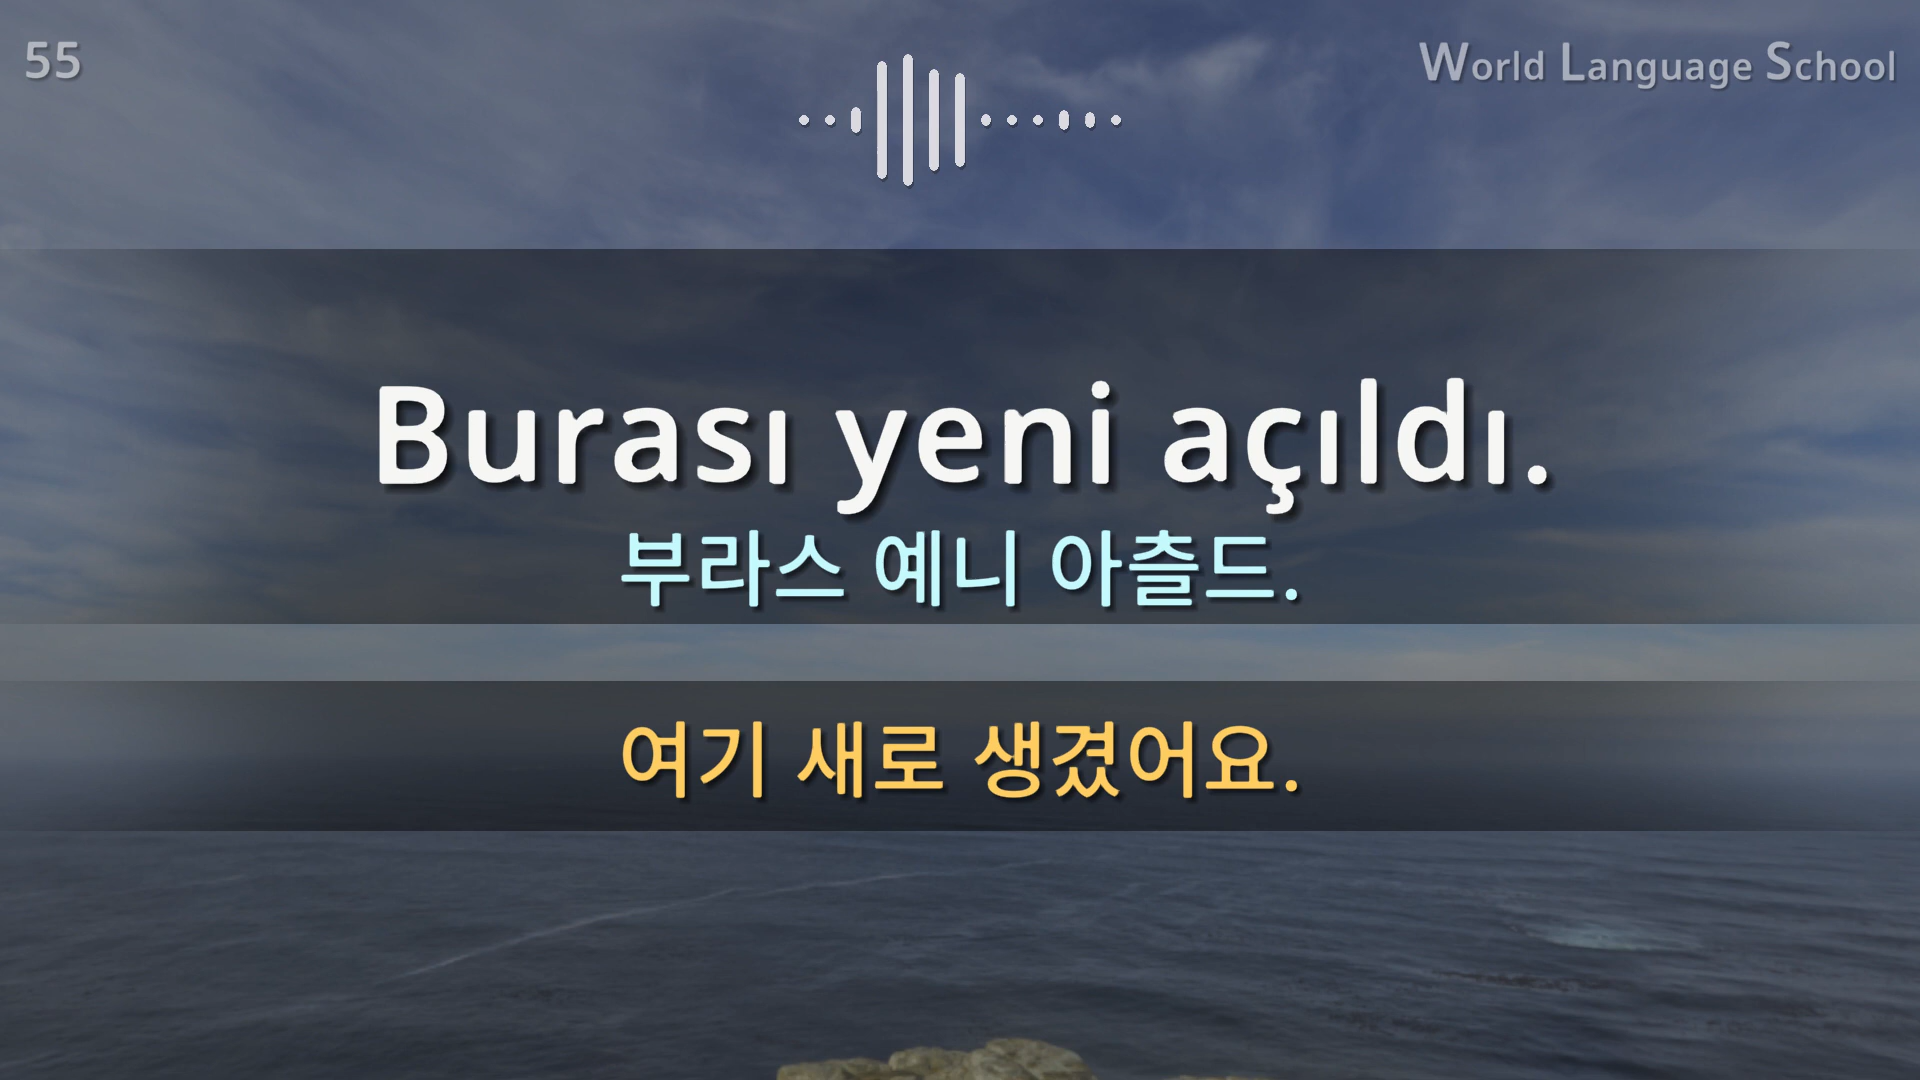 55
World Language School
Burası yeni açıldı.
부라스 예니 아츨드.
여기 새로 생겼어요.